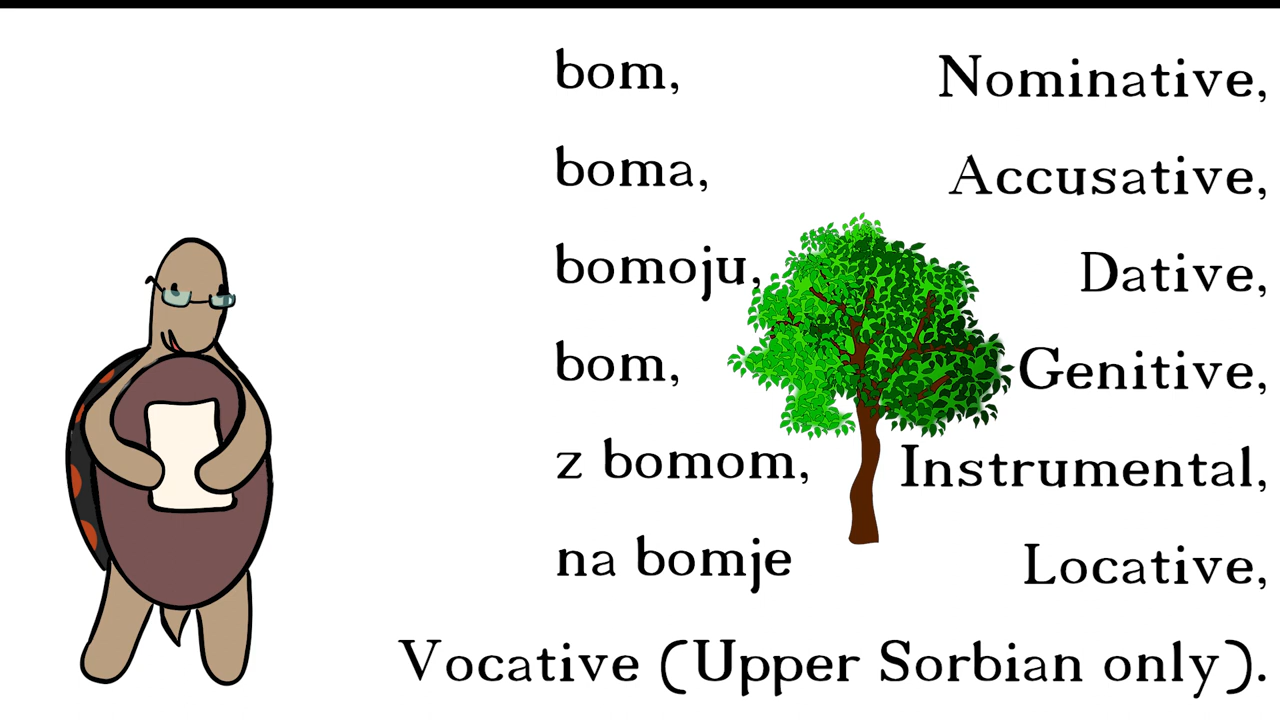 bom, Nominative,
boma, Accusative,
bomoju, Dative,
bom, Genitive,
z bomom, Instrumental,
na bomje Locative,
Vocative (Upper Sorbian only).